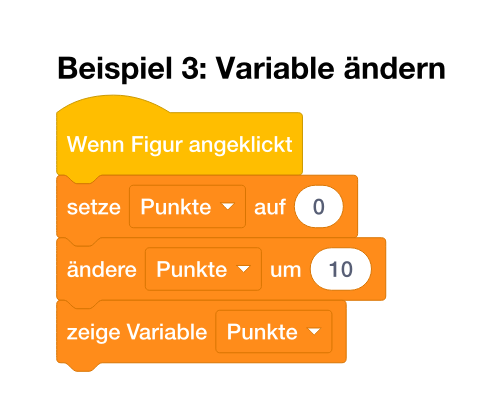 Beispiel 3: Variable ändern
Wenn Figur angeklickt
setze Punkte auf 0
ändere Punkte um 10
zeige Variable Punkte